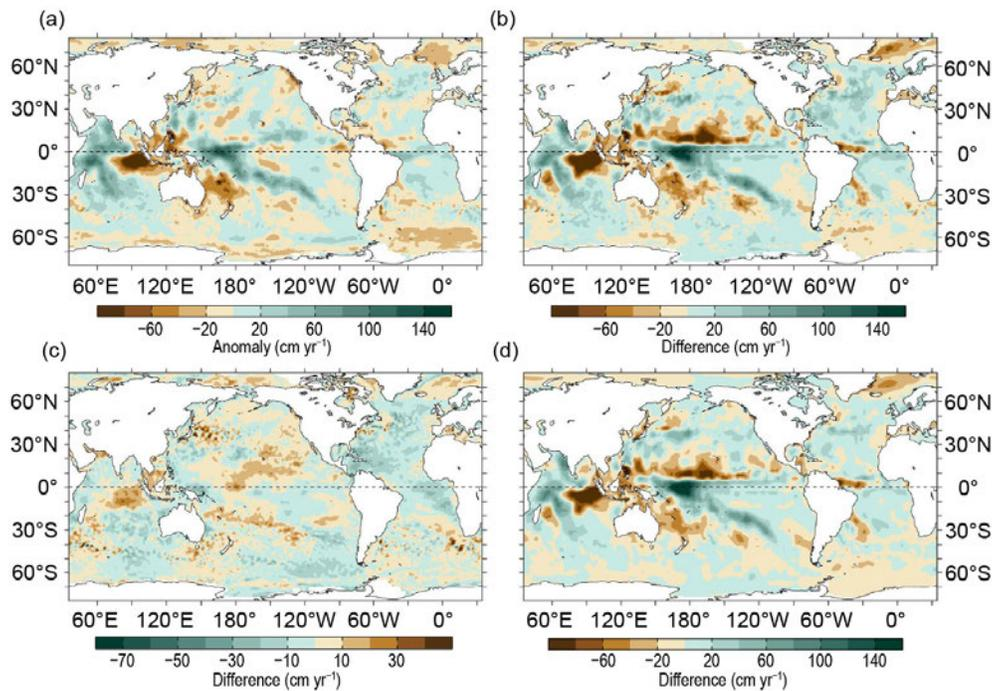 (a)
(b)
60°N
30°N
0°
30°S
60°S
60°N
30°N
0°
30°S
60°S
60°E 120°E 180° 120°W 60°W 0°
60°E 120°E 180° 120°W 60°W 0°
−60 −20 20 60 100 140
Anomaly (cm yr⁻¹)
−60 −20 20 60 100 140
Difference (cm yr⁻¹)
(c)
(d)
60°N
30°N
0°
30°S
60°S
60°N
30°N
0°
30°S
60°S
60°E 120°E 180° 120°W 60°W 0°
60°E 120°E 180° 120°W 60°W 0°
−70 −50 −30 −10 10 30
Difference (cm yr⁻¹)
−60 −20 20 60 100 140
Difference (cm yr⁻¹)